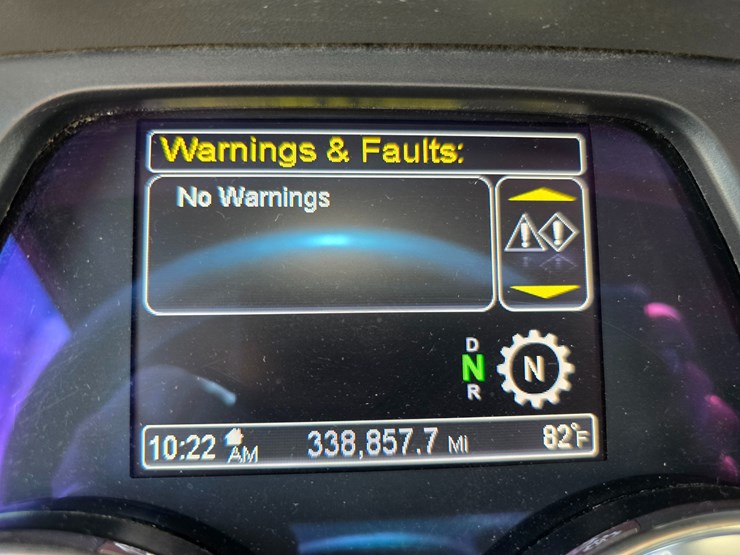 Warnings & Faults:
No Warnings
D
N
R
N
10:22 AM 338,857.7 MI 82°F